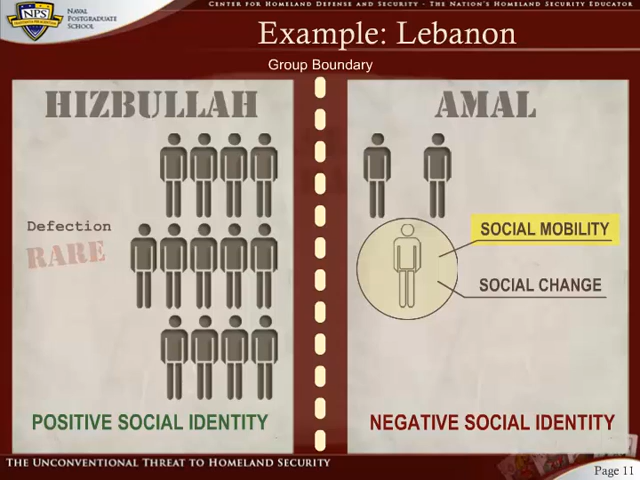 CENTER FOR HOMELAND DEFENSE AND SECURITY - THE NATION'S HOMELAND SECURITY EDUCATOR
NPS
NAVAL
POSTGRADUATE
SCHOOL
Example: Lebanon
Group Boundary
HIZBULLAH
AMAL
Defection
RARE
SOCIAL MOBILITY
SOCIAL CHANGE
POSITIVE SOCIAL IDENTITY
NEGATIVE SOCIAL IDENTITY
THE UNCONVENTIONAL THREAT TO HOMELAND SECURITY
Page 11